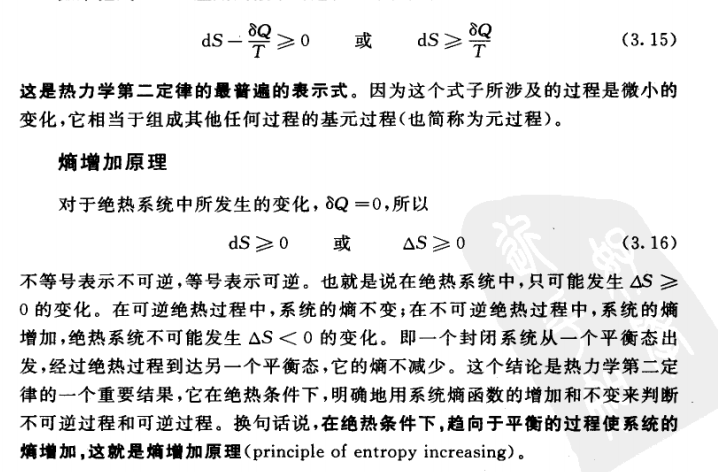 dS − δQ/T ⩾ 0 或 dS ⩾ δQ/T (3.15)
这是热力学第二定律的最普遍的表示式。因为这个式子所涉及的过程是微小的
变化,它相当于组成其他任何过程的基元过程(也简称为元过程)。
熵增加原理
对于绝热系统中所发生的变化,δQ = 0,所以
dS ⩾ 0 或 ΔS ⩾ 0 (3.16)
不等号表示不可逆,等号表示可逆。也就是说在绝热系统中,只可能发生 ΔS ⩾
0 的变化。在可逆绝热过程中,系统的熵不变;在不可逆绝热过程中,系统的熵
增加,绝热系统不可能发生 ΔS < 0 的变化。即一个封闭系统从一个平衡态出
发,经过绝热过程到达另一个平衡态,它的熵不减少。这个结论是热力学第二定
律的一个重要结果,它在绝热条件下,明确地用系统熵函数的增加和不变来判断
不可逆过程和可逆过程。换句话说,在绝热条件下,趋向于平衡的过程使系统的
熵增加,这就是熵增加原理(principle of entropy increasing)。